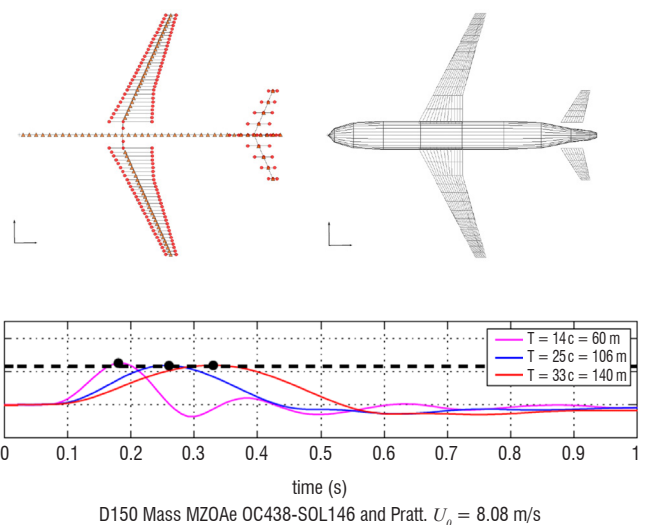 T = 14c = 60 m
T = 25c = 106 m
T = 33c = 140 m
0 0.1 0.2 0.3 0.4 0.5 0.6 0.7 0.8 0.9 1
time (s)
D150 Mass MZOAe OC438-SOL146 and Pratt. U₀ = 8.08 m/s